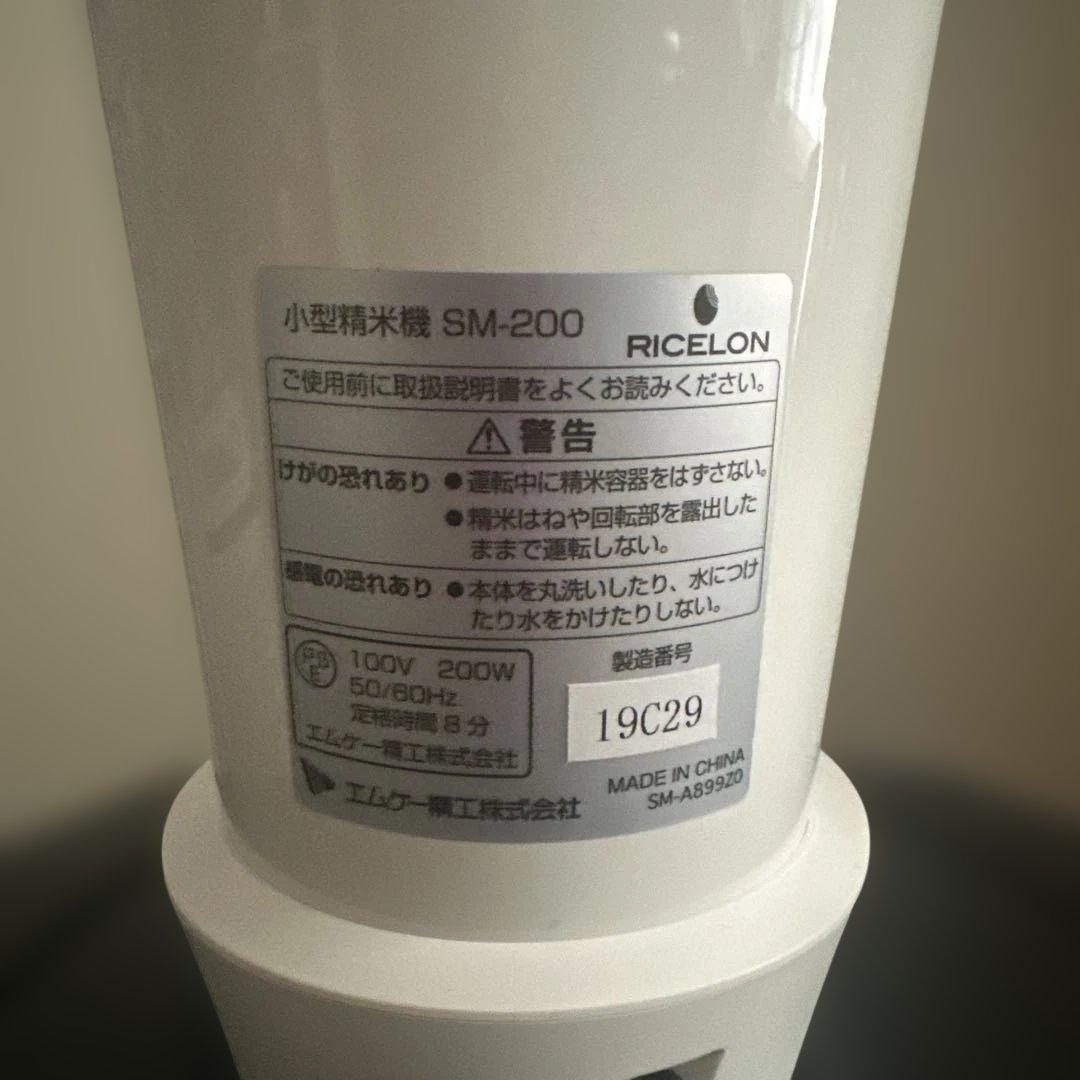 小型精米機 SM-200
RICELON
ご使用前に取扱説明書をよくお読みください。
警告
けがの恐れあり ●運転中に精米容器をはずさない。
●精米はねや回転部を露出した
ままで運転しない。
感電の恐れあり ●本体を丸洗いしたり、水につけ
たり水をかけたりしない。
PS
E
100V 200W
50/60Hz
定格時間 8 分
エムケー精工株式会社
製造番号
19C29
MADE IN CHINA
SM-A899Z0
エムケー精工株式会社